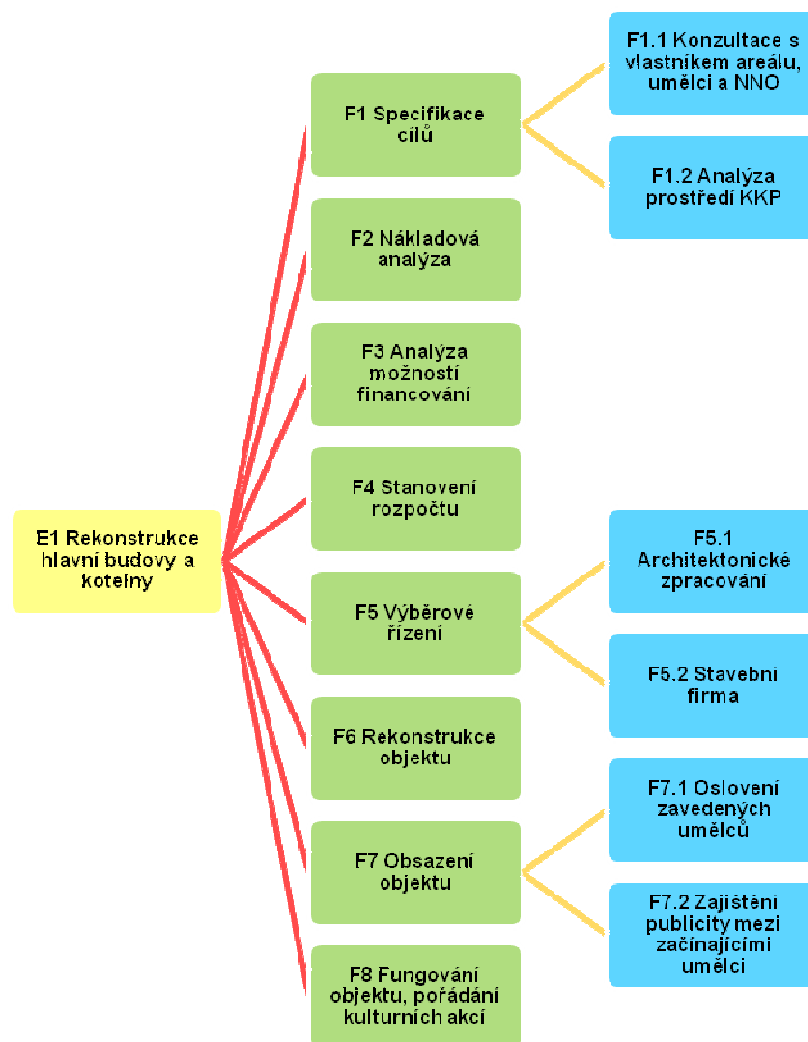 E1 Rekonstrukce
hlavní budovy a
kotelny
F1 Specifikace
cílů
F1.1 Konzultace s
vlastníkem areálu,
umělci a NNO
F1.2 Analýza
prostředí KKP
F2 Nákladová
analýza
F3 Analýza
možností
financování
F4 Stanovení
rozpočtu
F5 Výběrové
řízení
F5.1
Architektonické
zpracování
F5.2 Stavební
firma
F6 Rekonstrukce
objektu
F7 Obsazení
objektu
F7.1 Oslovení
zavedených
umělců
F7.2 Zajištění
publicity mezi
začínajícími
umělci
F8 Fungování
objektu, pořádání
kulturních akcí